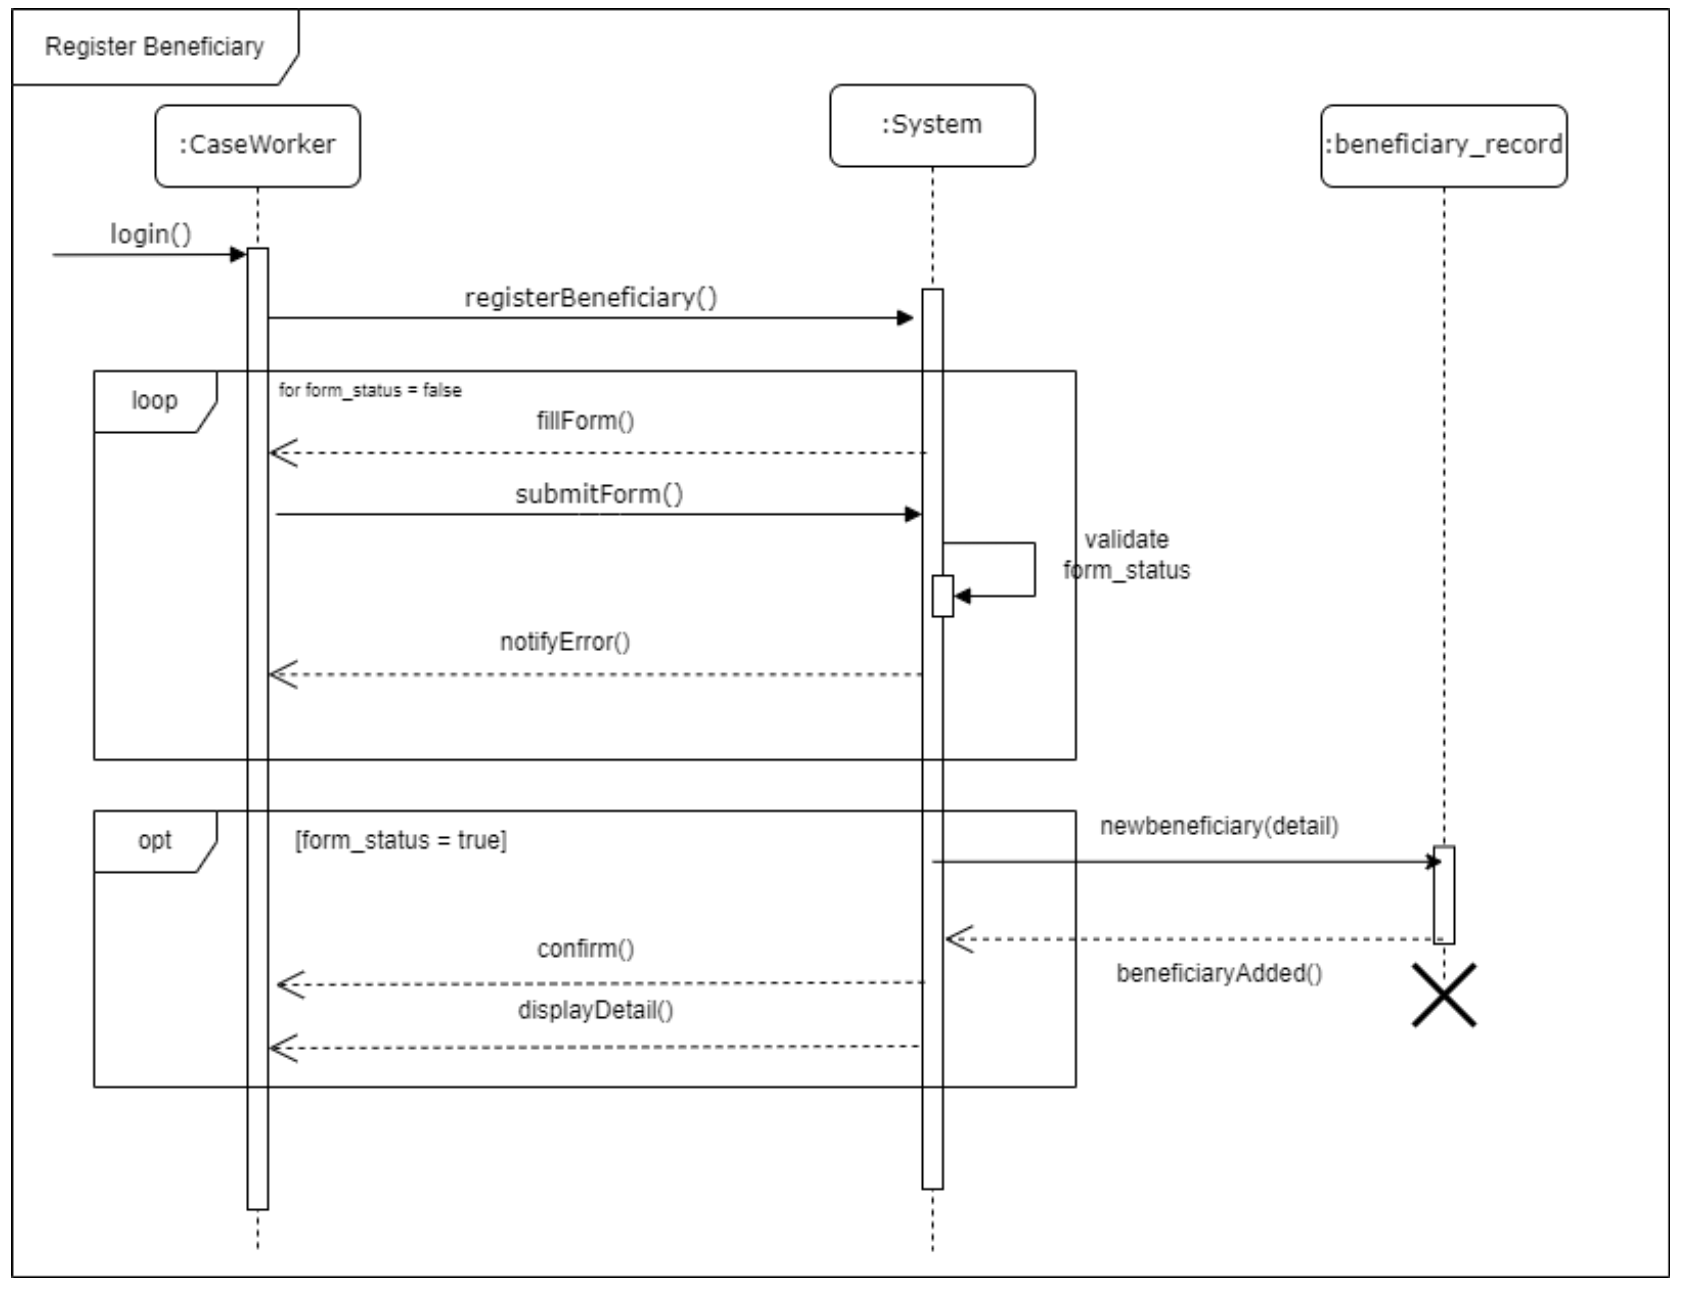 Register Beneficiary
:CaseWorker
:System
:beneficiary_record
login()
registerBeneficiary()
loop
for form_status = false
fillForm()
submitForm()
validate
form_status
notifyError()
opt
[form_status = true]
newbeneficiary(detail)
confirm()
beneficiaryAdded()
displayDetail()